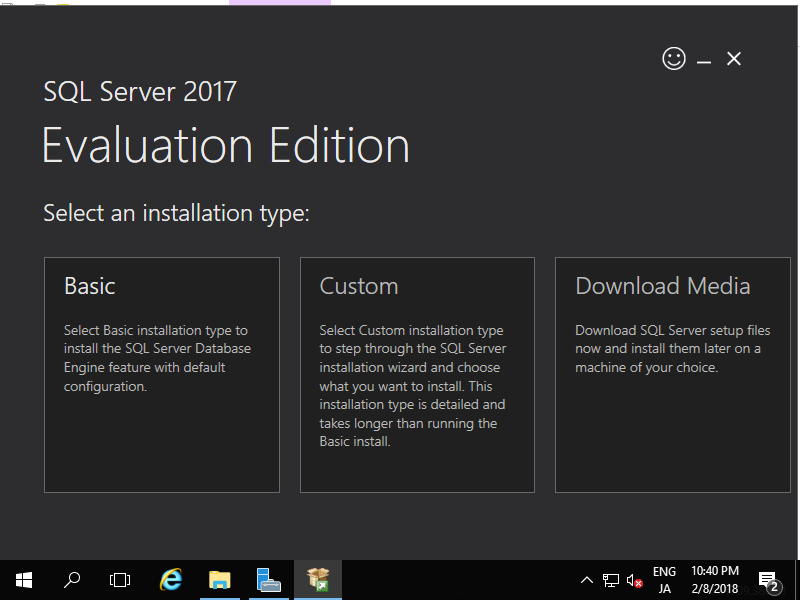 SQL Server 2017
Evaluation Edition
Select an installation type:
Basic
Select Basic installation type to
install the SQL Server Database
Engine feature with default
configuration.
Custom
Select Custom installation type
to step through the SQL Server
installation wizard and choose
what you want to install. This
installation type is detailed and
takes longer than running the
Basic install.
Download Media
Download SQL Server setup files
now and install them later on a
machine of your choice.
ENG
JA
10:40 PM
2/8/2018
2